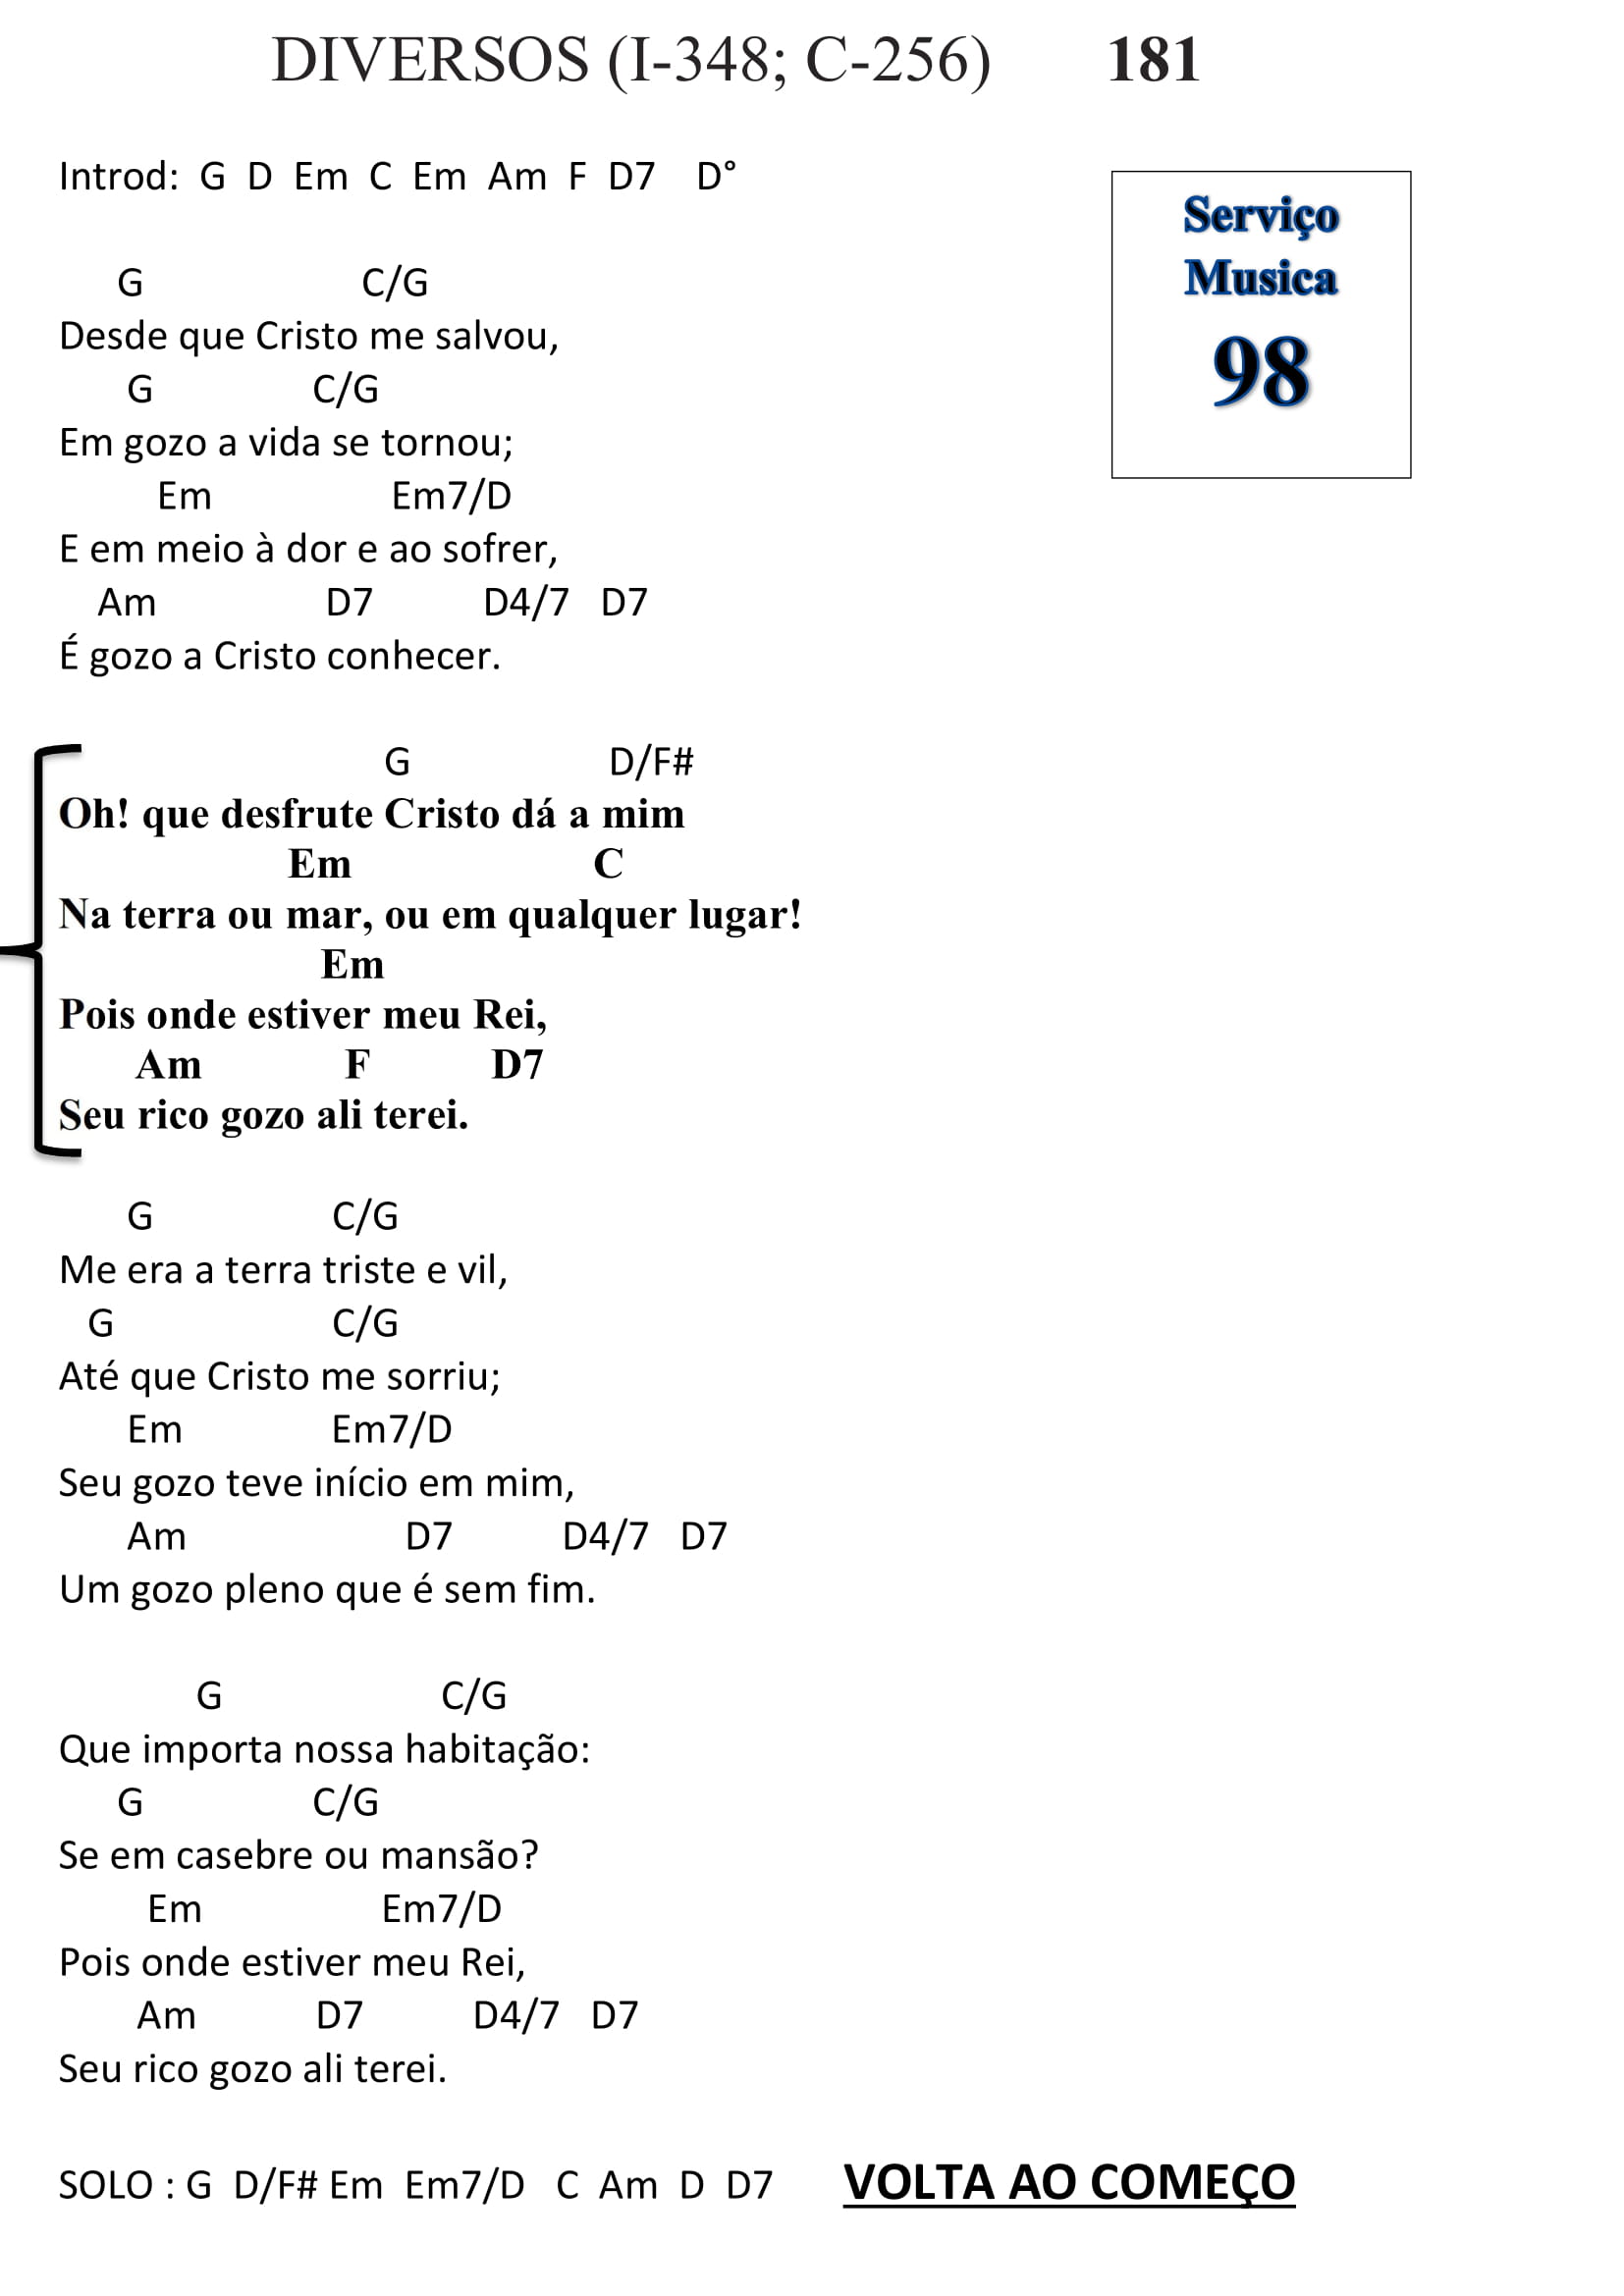 DIVERSOS (I-348; C-256) 181
Introd: G D Em C Em Am F D7 D°
Serviço
Musica
98
G C/G
Desde que Cristo me salvou,
G C/G
Em gozo a vida se tornou;
Em Em7/D
E em meio à dor e ao sofrer,
Am D7 D4/7 D7
É gozo a Cristo conhecer.
G D/F#
Oh! que desfrute Cristo dá a mim
Em C
Na terra ou mar, ou em qualquer lugar!
Em
Pois onde estiver meu Rei,
Am F D7
Seu rico gozo ali terei.
G C/G
Me era a terra triste e vil,
G C/G
Até que Cristo me sorriu;
Em Em7/D
Seu gozo teve início em mim,
Am D7 D4/7 D7
Um gozo pleno que é sem fim.
G C/G
Que importa nossa habitação:
G C/G
Se em casebre ou mansão?
Em Em7/D
Pois onde estiver meu Rei,
Am D7 D4/7 D7
Seu rico gozo ali terei.
SOLO : G D/F# Em Em7/D C Am D D7 VOLTA AO COMEÇO